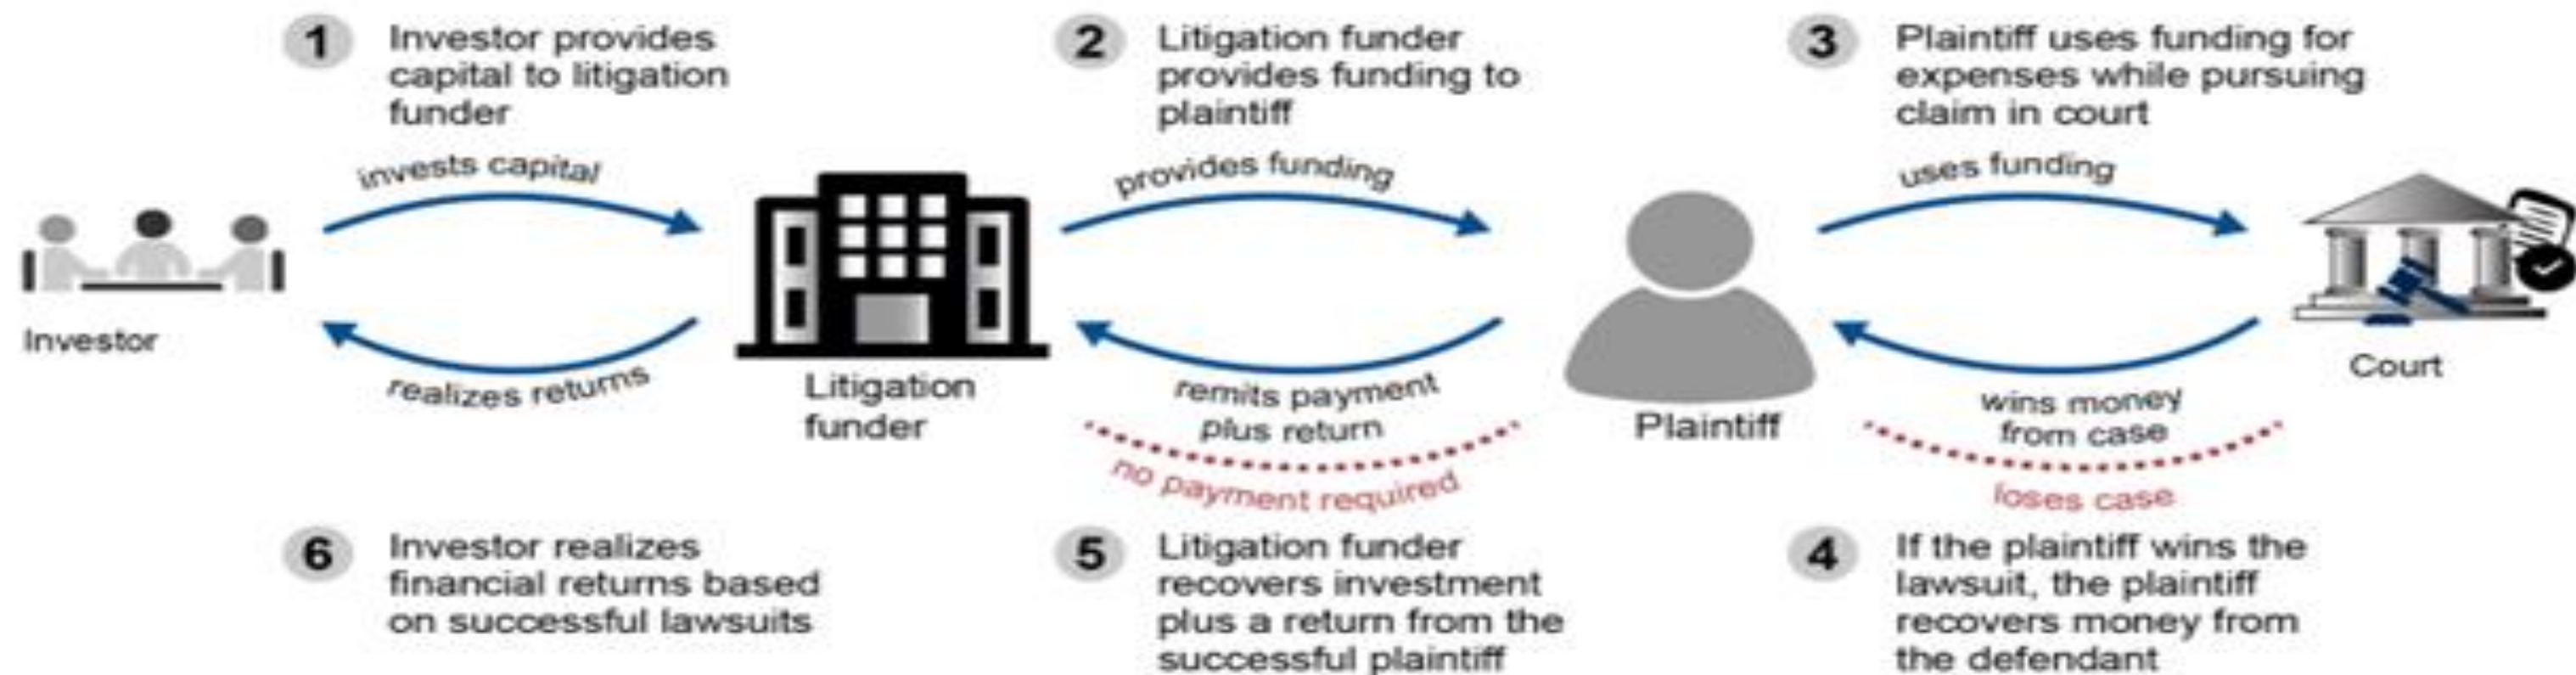 1
Investor provides
capital to litigation
funder
2
Litigation funder
provides funding to
plaintiff
3
Plaintiff uses funding for
expenses while pursuing
claim in court
invests capital
provides funding
uses funding
Investor
realizes returns
Litigation
funder
remits payment
plus return
no payment required
Plaintiff
wins money
from case
loses case
Court
6
Investor realizes
financial returns based
on successful lawsuits
5
Litigation funder
recovers investment
plus a return from the
successful plaintiff
4
If the plaintiff wins the
lawsuit, the plaintiff
recovers money from
the defendant